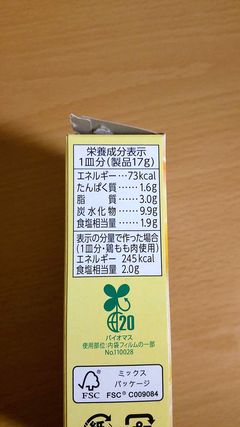 栄養成分表示
1皿分(製品17g)
エネルギー…73kcal
たんぱく質……1.6g
脂　質………3.0g
炭水化物……9.9g
食塩相当量…1.9g
表示の分量で作った場合
(1皿分・鶏もも肉使用)
エネルギー 245kcal
食塩相当量 2.0g
20
バイオマス
使用部位:内袋フィルムの一部
No.110028
ミックス
パッケージ
FSC
FSC® C009084